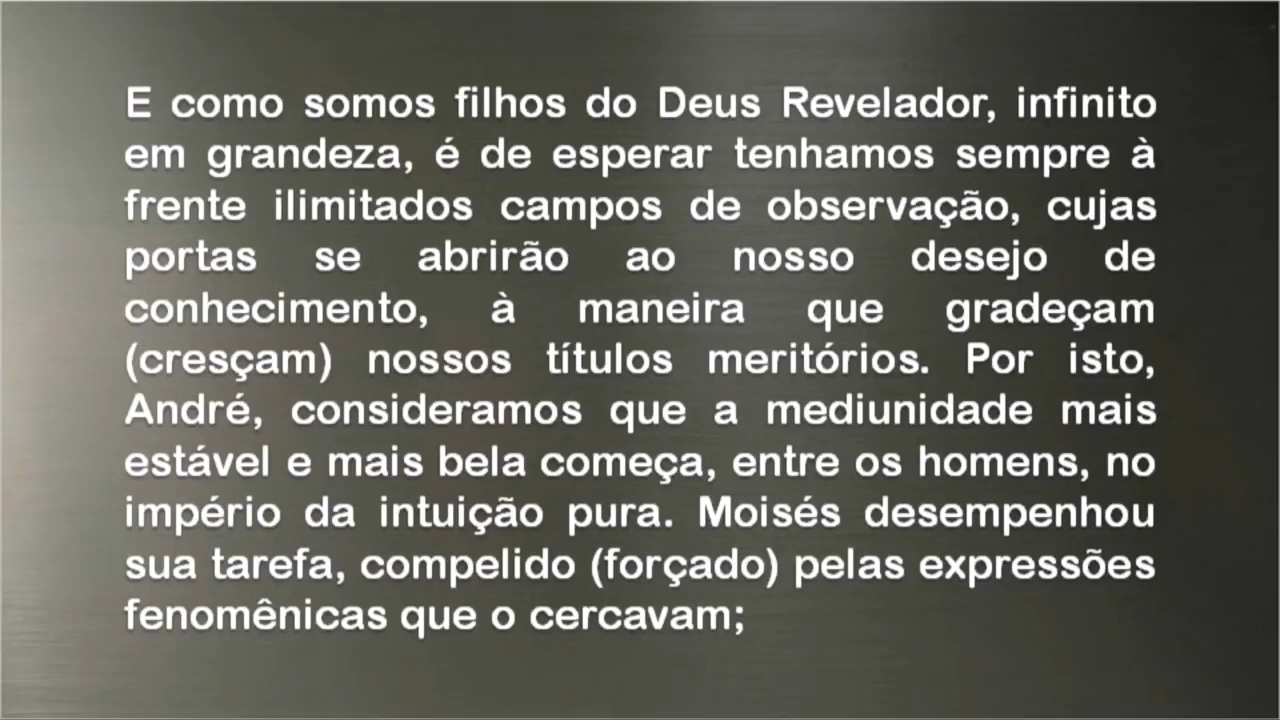 E como somos filhos do Deus Revelador, infinito
em grandeza, é de esperar tenhamos sempre à
frente ilimitados campos de observação, cujas
portas se abrirão ao nosso desejo de
conhecimento, à maneira que gradeçam
(cresçam) nossos títulos meritórios. Por isto,
André, consideramos que a mediunidade mais
estável e mais bela começa, entre os homens, no
império da intuição pura. Moisés desempenhou
sua tarefa, compelido (forçado) pelas expressões
fenomênicas que o cercavam;